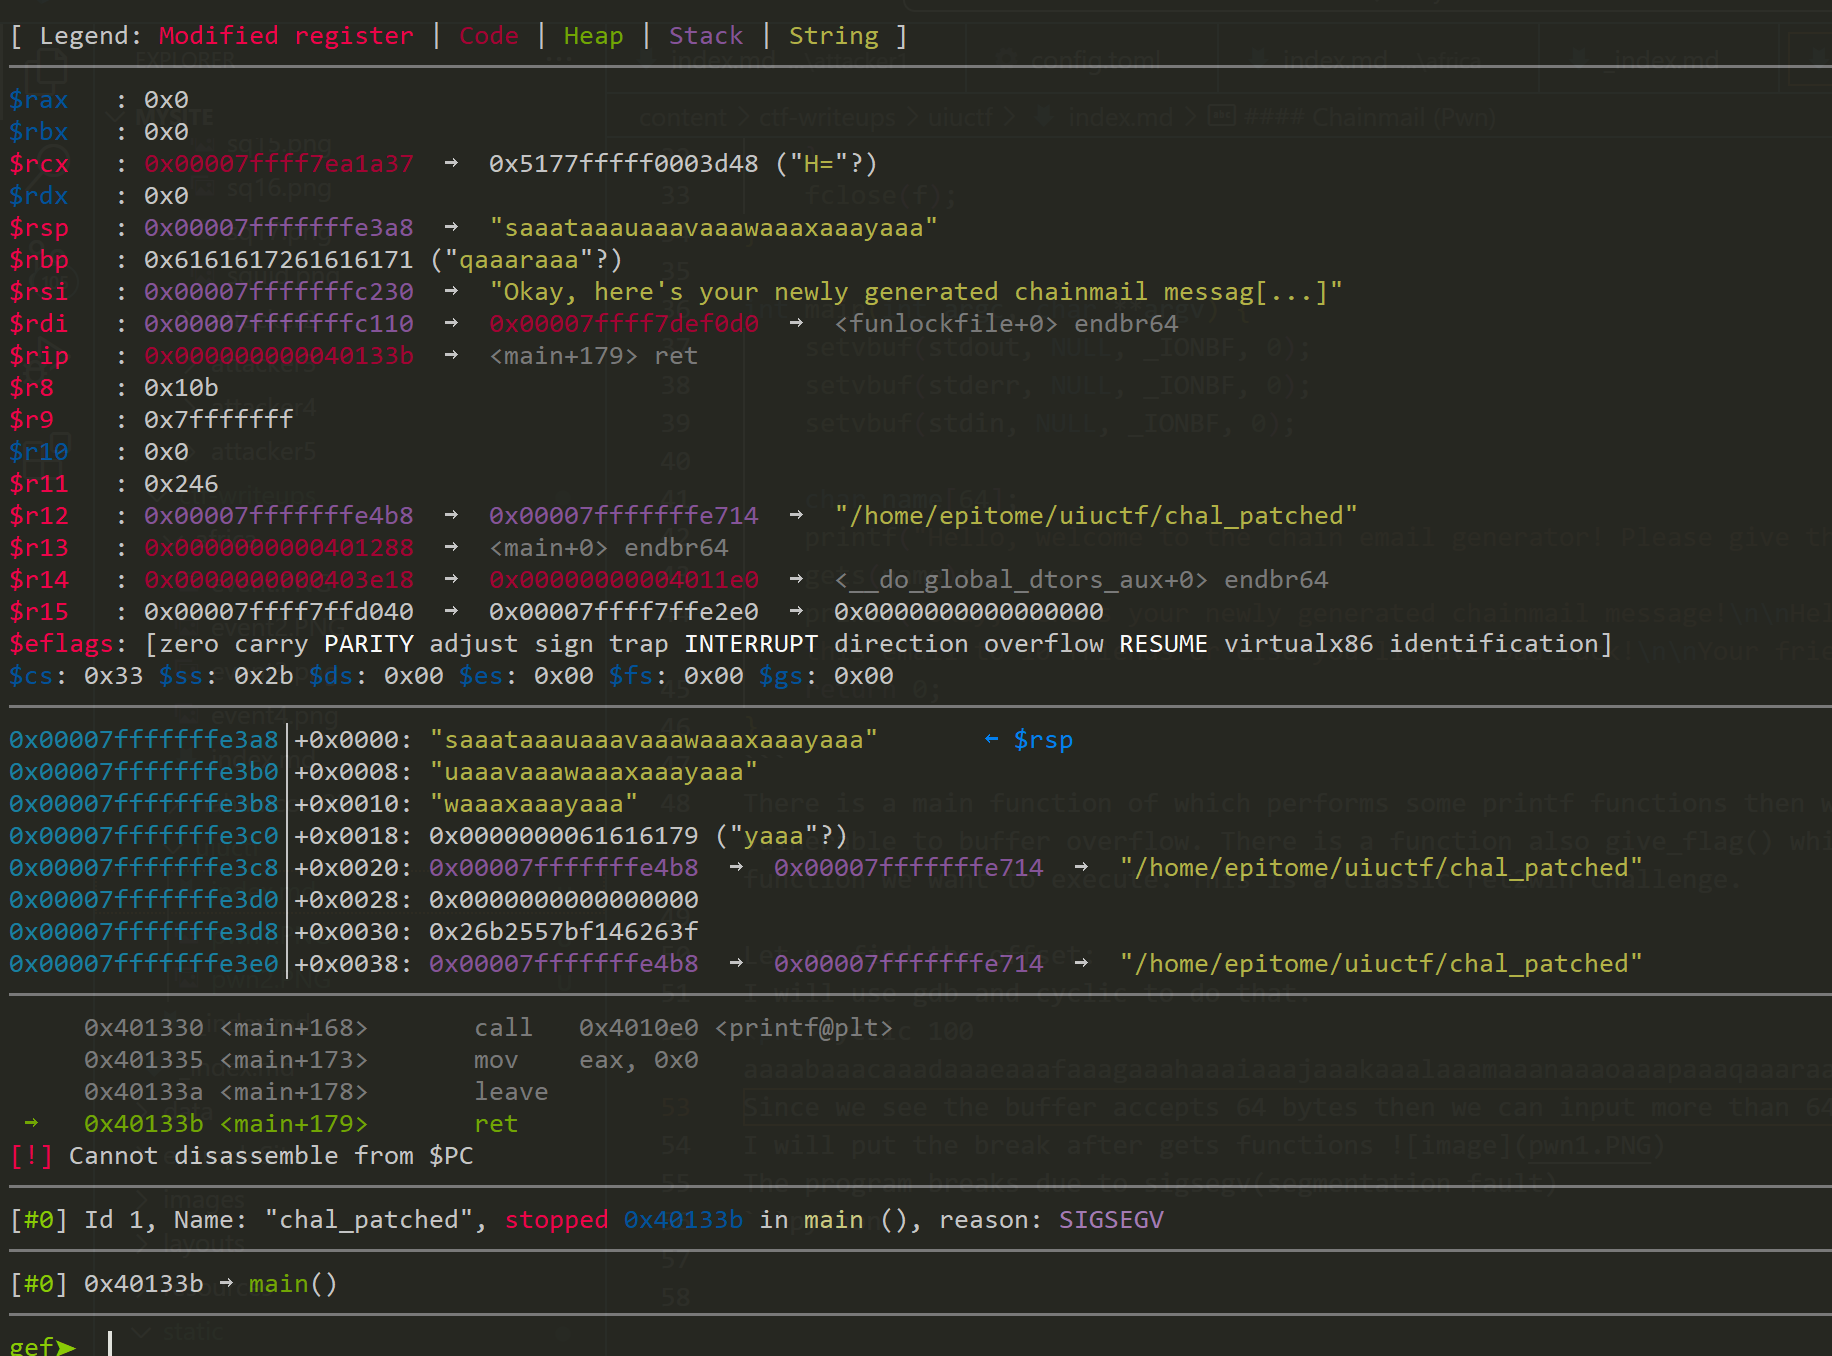 [ Legend: Modified register | Code | Heap | Stack | String ]
$rax   : 0x0
$rbx   : 0x0
$rcx   : 0x00007ffff7ea1a37  →  0x5177fffff0003d48 ("H="?)
$rdx   : 0x0
$rsp   : 0x00007fffffffe3a8  →  "saaataaauaaavaaawaaaxaaayaaa"
$rbp   : 0x6161617261616171 ("qaaaraaa"?)
$rsi   : 0x00007fffffffc230  →  "Okay, here's your newly generated chainmail messag[...]"
$rdi   : 0x00007fffffffc110  →  0x00007ffff7def0d0  →  <funlockfile+0> endbr64
$rip   : 0x000000000040133b  →  <main+179> ret
$r8    : 0x10b
$r9    : 0x7fffffff
$r10   : 0x0
$r11   : 0x246
$r12   : 0x00007fffffffe4b8  →  0x00007fffffffe714  →  "/home/epitome/uiuctf/chal_patched"
$r13   : 0x0000000000401288  →  <main+0> endbr64
$r14   : 0x0000000000403e18  →  0x00000000004011e0  →  <__do_global_dtors_aux+0> endbr64
$r15   : 0x00007ffff7ffd040  →  0x00007ffff7ffe2e0  →  0x0000000000000000
$eflags: [zero carry PARITY adjust sign trap INTERRUPT direction overflow RESUME virtualx86 identification]
$cs: 0x33 $ss: 0x2b $ds: 0x00 $es: 0x00 $fs: 0x00 $gs: 0x00
0x00007fffffffe3a8│+0x0000: "saaataaauaaavaaawaaaxaaayaaa"       ← $rsp
0x00007fffffffe3b0│+0x0008: "uaaavaaawaaaxaaayaaa"
0x00007fffffffe3b8│+0x0010: "waaaxaaayaaa"
0x00007fffffffe3c0│+0x0018: 0x0000000061616179 ("yaaa"?)
0x00007fffffffe3c8│+0x0020: 0x00007fffffffe4b8  →  0x00007fffffffe714  →  "/home/epitome/uiuctf/chal_patched"
0x00007fffffffe3d0│+0x0028: 0x0000000000000000
0x00007fffffffe3d8│+0x0030: 0x26b2557bf146263f
0x00007fffffffe3e0│+0x0038: 0x00007fffffffe4b8  →  0x00007fffffffe714  →  "/home/epitome/uiuctf/chal_patched"
0x401330 <main+168>       call   0x4010e0 <printf@plt>
0x401335 <main+173>       mov    eax, 0x0
0x40133a <main+178>       leave
→   0x40133b <main+179>       ret
[!] Cannot disassemble from $PC
[#0] Id 1, Name: "chal_patched", stopped 0x40133b in main (), reason: SIGSEGV
[#0] 0x40133b → main()
gef➤